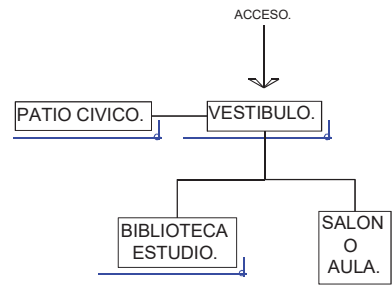 ACCESO.
PATIO CIVICO.
VESTIBULO.
BIBLIOTECA
ESTUDIO.
SALON
O
AULA.